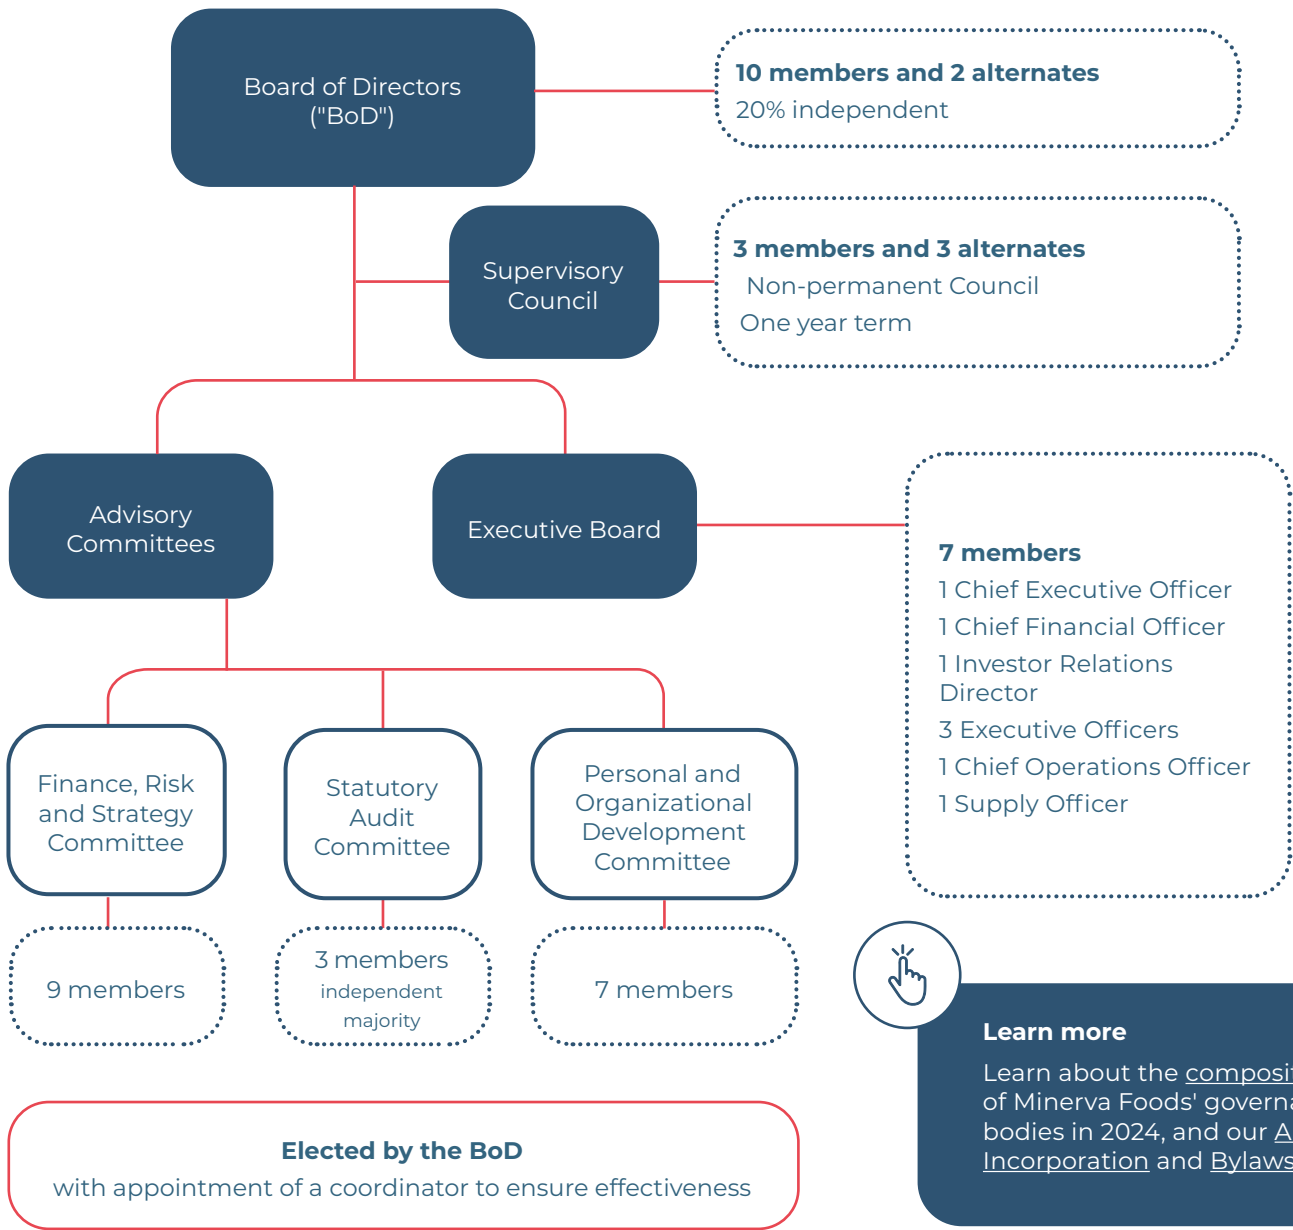 Board of Directors
("BoD")
10 members and 2 alternates
20% independent
Supervisory
Council
3 members and 3 alternates
Non-permanent Council
One year term
Advisory
Committees
Executive Board
7 members
1 Chief Executive Officer
1 Chief Financial Officer
1 Investor Relations
Director
3 Executive Officers
1 Chief Operations Officer
1 Supply Officer
Finance, Risk
and Strategy
Committee
Statutory
Audit
Committee
Personal and
Organizational
Development
Committee
9 members
3 members
independent
majority
7 members
Elected by the BoD
with appointment of a coordinator to ensure effectiveness
Learn more
Learn about the
of Minerva Foods'
bodies in 2024, and our
Incorporation and Bylaws